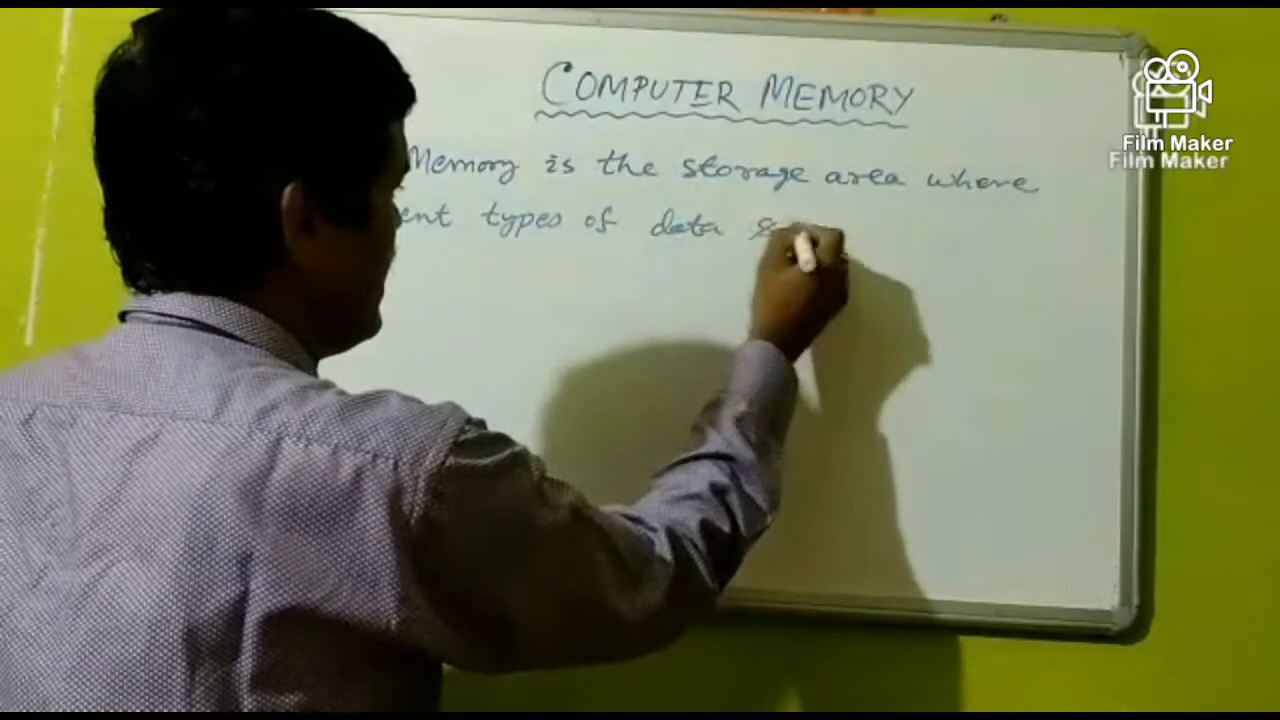 COMPUTER MEMORY
Memory is the storage area where
ent types of data
Film Maker
Film Maker